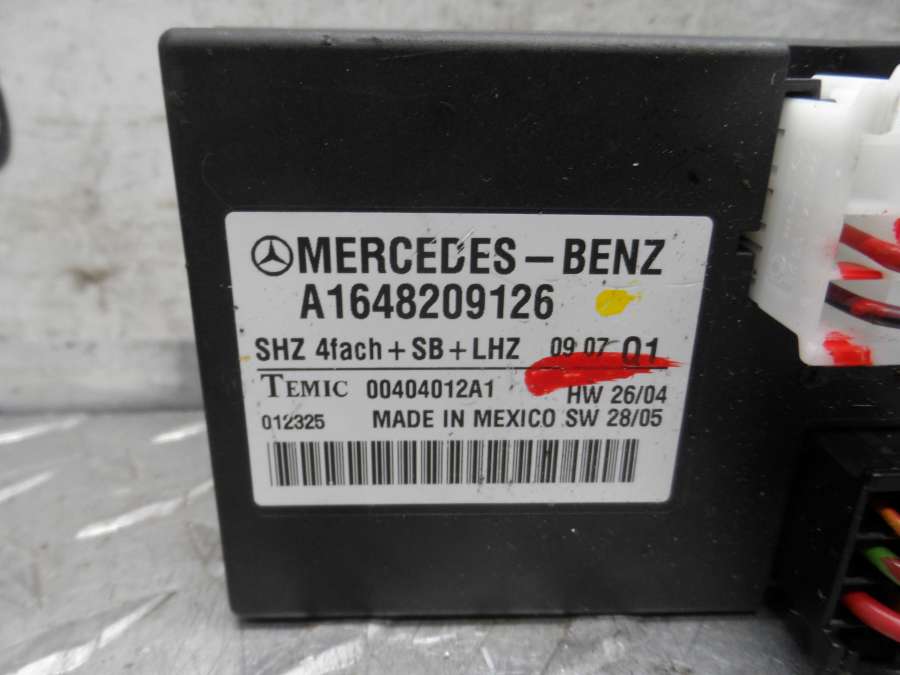 MERCEDES-BENZ
A1648209126
SHZ 4fach+SB+LHZ 09 07 Q1
TEMIC 00404012A1 HW 26/04
012325 MADE IN MEXICO SW 28/05